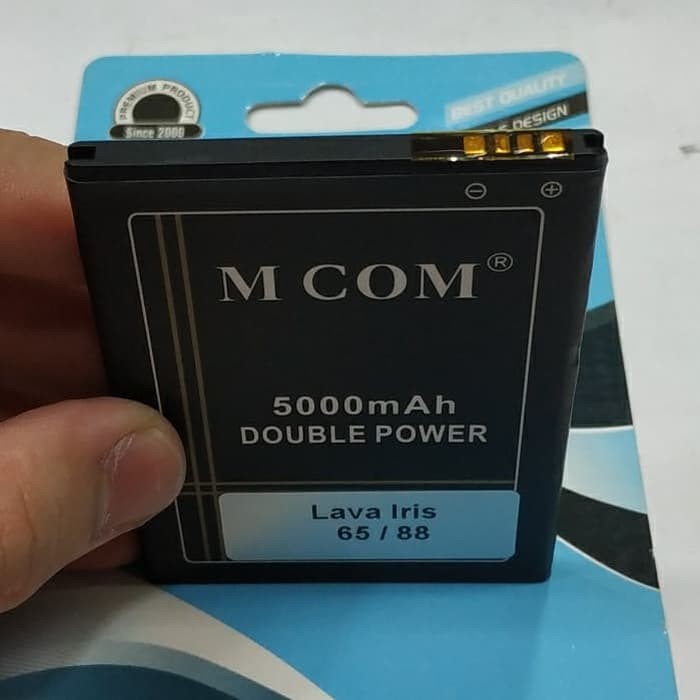 PREMIUM PRODUCT
Since 2000
BEST QUALITY
DESIGN
M COM®
5000mAh
DOUBLE POWER
Lava Iris
65 / 88